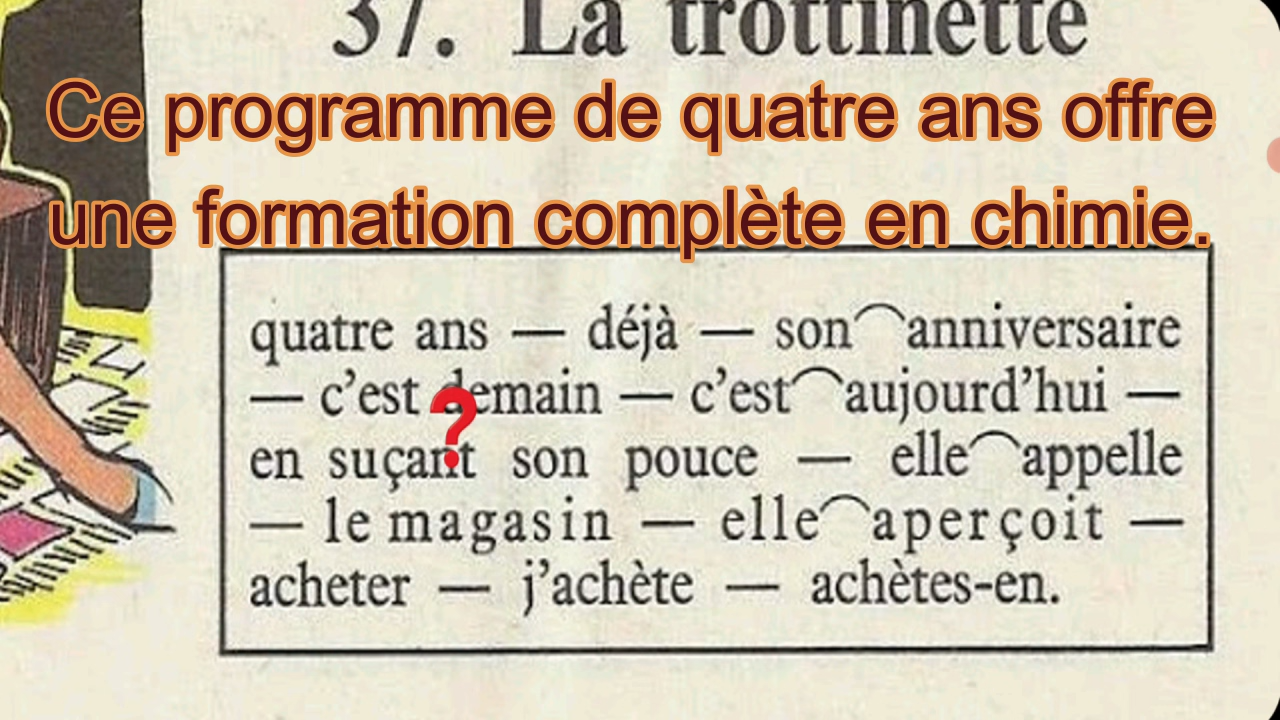 37. La trottinette
Ce programme de quatre ans offre
une formation complète en chimie.
quatre ans — déjà — son anniversaire
— c'est demain — c'est aujourd'hui —
en suçant son pouce — elle appelle
— le magasin — elle aperçoit —
acheter — j'achète — achètes-en.
?